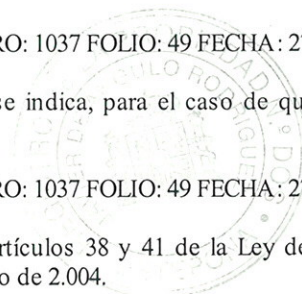 RO: 1037 FOLIO: 49 FECHA: 2
se indica, para el caso de qu
RO: 1037 FOLIO: 49 FECHA: 2
rtículos 38 y 41 de la Ley de
o de 2.004.